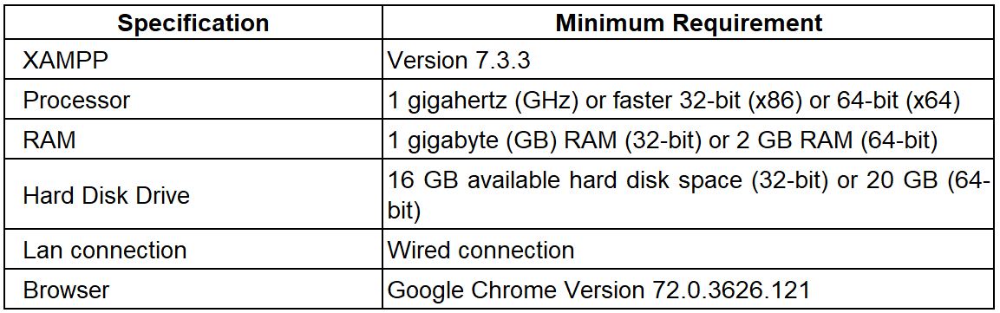 Specification Minimum Requirement
XAMPP Version 7.3.3
Processor 1 gigahertz (GHz) or faster 32-bit (x86) or 64-bit (x64)
RAM 1 gigabyte (GB) RAM (32-bit) or 2 GB RAM (64-bit)
Hard Disk Drive 16 GB available hard disk space (32-bit) or 20 GB (64-
bit)
Lan connection Wired connection
Browser Google Chrome Version 72.0.3626.121